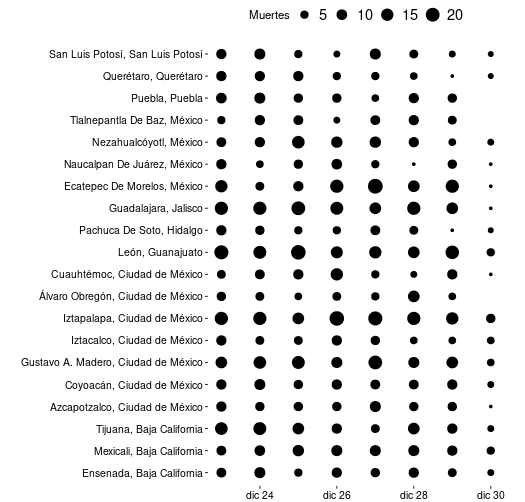 Muertes 5 10 15 20
San Luis Potosí, San Luis Potosí
Querétaro, Querétaro
Puebla, Puebla
Tlalnepantla De Baz, México
Nezahualcóyotl, México
Naucalpan De Juárez, México
Ecatepec De Morelos, México
Guadalajara, Jalisco
Pachuca De Soto, Hidalgo
León, Guanajuato
Cuauhtémoc, Ciudad de México
Álvaro Obregón, Ciudad de México
Iztapalapa, Ciudad de México
Iztacalco, Ciudad de México
Gustavo A. Madero, Ciudad de México
Coyoacán, Ciudad de México
Azcapotzalco, Ciudad de México
Tijuana, Baja California
Mexicali, Baja California
Ensenada, Baja California
dic 24 dic 26 dic 28 dic 30